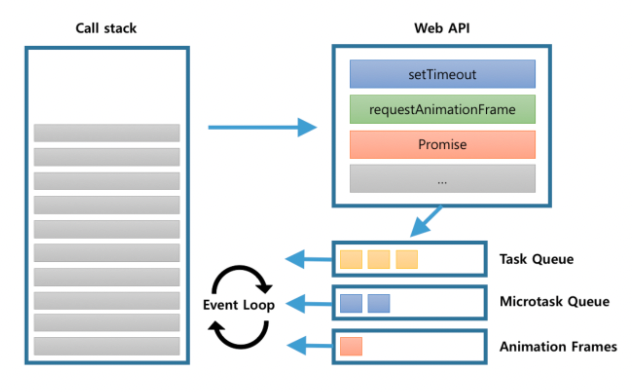 Call stack
Web API
setTimeout
requestAnimationFrame
Promise
...
Task Queue
Event Loop
Microtask Queue
Animation Frames